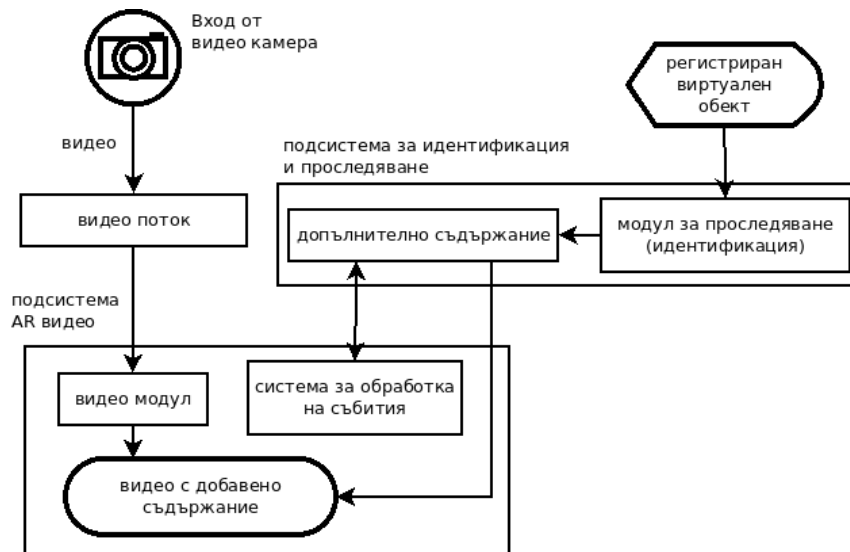 Вход от
видео камера
регистриран
виртуален
обект
видео
подсистема за идентификация
и проследяване
видео поток
допълнително съдържание
модул за проследяване
(идентификация)
подсистема
AR видео
видео модул
система за обработка
на събития
видео с добавено
съдържание